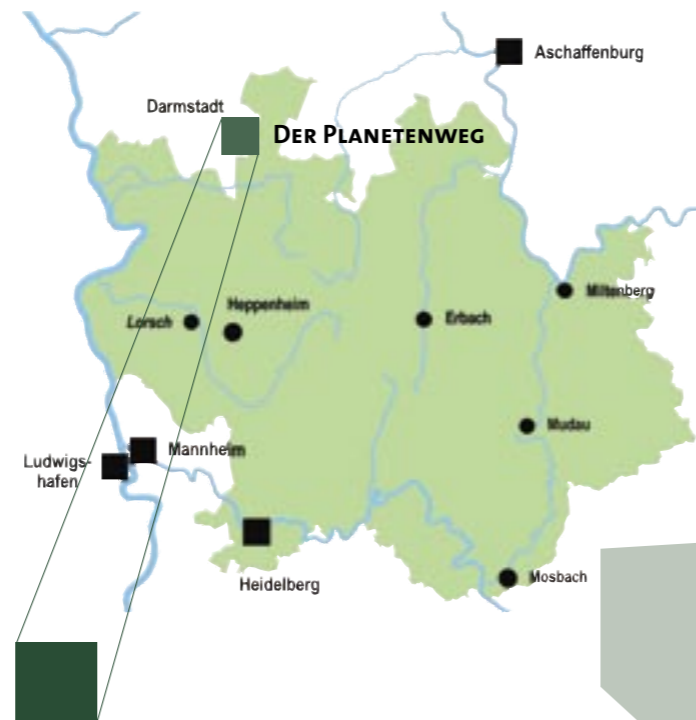 Aschaffenburg
Darmstadt
DER PLANETENWEG
Miltenberg
Heppenheim
Lorsch
Erbach
Mudau
Mannheim
Ludwigs-
hafen
Mosbach
Heidelberg